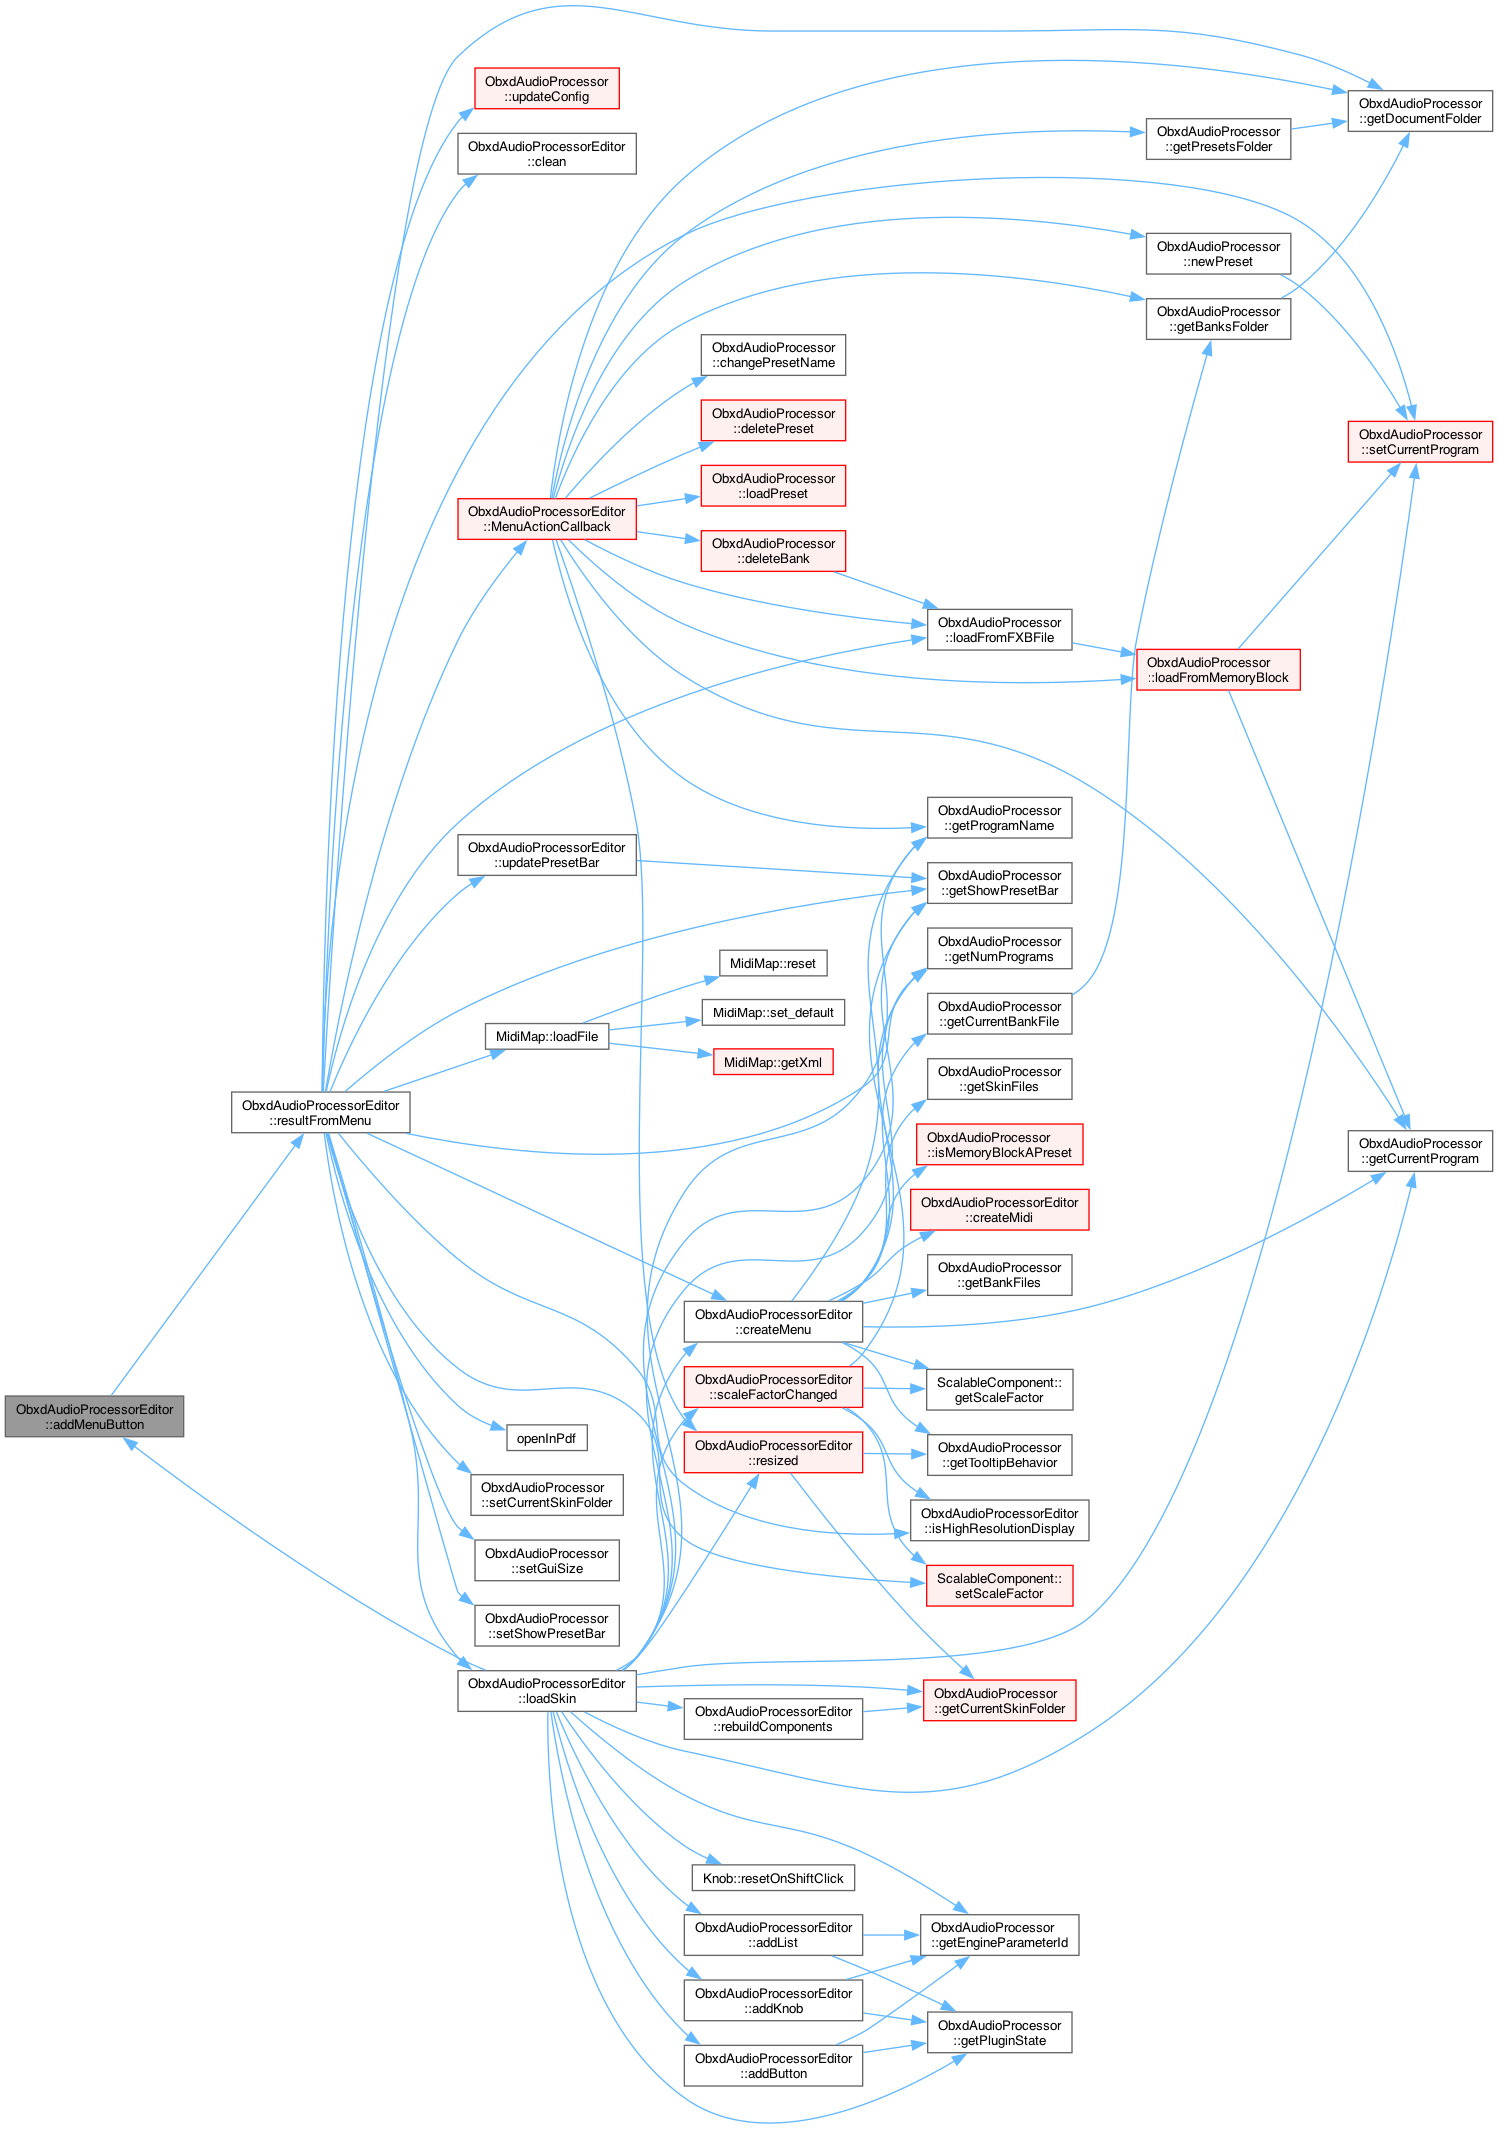 ObxdAudioProcessorEditor
::addMenuButton
ObxdAudioProcessorEditor
::resultFromMenu
ObxdAudioProcessor
::updateConfig
ObxdAudioProcessorEditor
::clean
ObxdAudioProcessorEditor
::MenuActionCallback
ObxdAudioProcessorEditor
::updatePresetBar
MidiMap::loadFile
openInPdf
ObxdAudioProcessor
::setCurrentSkinFolder
ObxdAudioProcessor
::setGuiSize
ObxdAudioProcessor
::setShowPresetBar
ObxdAudioProcessorEditor
::loadSkin
ObxdAudioProcessor
::changePresetName
ObxdAudioProcessor
::deletePreset
ObxdAudioProcessor
::loadPreset
ObxdAudioProcessor
::deleteBank
MidiMap::reset
MidiMap::set_default
MidiMap::getXml
ObxdAudioProcessorEditor
::createMenu
ObxdAudioProcessorEditor
::scaleFactorChanged
ObxdAudioProcessorEditor
::resized
ObxdAudioProcessorEditor
::rebuildComponents
Knob::resetOnShiftClick
ObxdAudioProcessorEditor
::addList
ObxdAudioProcessorEditor
::addKnob
ObxdAudioProcessorEditor
::addButton
ObxdAudioProcessor
::loadFromFXBFile
ObxdAudioProcessor
::getProgramName
ObxdAudioProcessor
::getShowPresetBar
ObxdAudioProcessor
::getNumPrograms
ObxdAudioProcessor
::getCurrentBankFile
ObxdAudioProcessor
::getSkinFiles
ObxdAudioProcessor
::isMemoryBlockAPreset
ObxdAudioProcessorEditor
::createMidi
ObxdAudioProcessor
::getBankFiles
ScalableComponent::
getScaleFactor
ObxdAudioProcessor
::getTooltipBehavior
ObxdAudioProcessorEditor
::isHighResolutionDisplay
ScalableComponent::
setScaleFactor
ObxdAudioProcessor
::getCurrentSkinFolder
ObxdAudioProcessor
::getEngineParameterId
ObxdAudioProcessor
::getPluginState
ObxdAudioProcessor
::getPresetsFolder
ObxdAudioProcessor
::newPreset
ObxdAudioProcessor
::getBanksFolder
ObxdAudioProcessor
::loadFromMemoryBlock
ObxdAudioProcessor
::getDocumentFolder
ObxdAudioProcessor
::setCurrentProgram
ObxdAudioProcessor
::getCurrentProgram